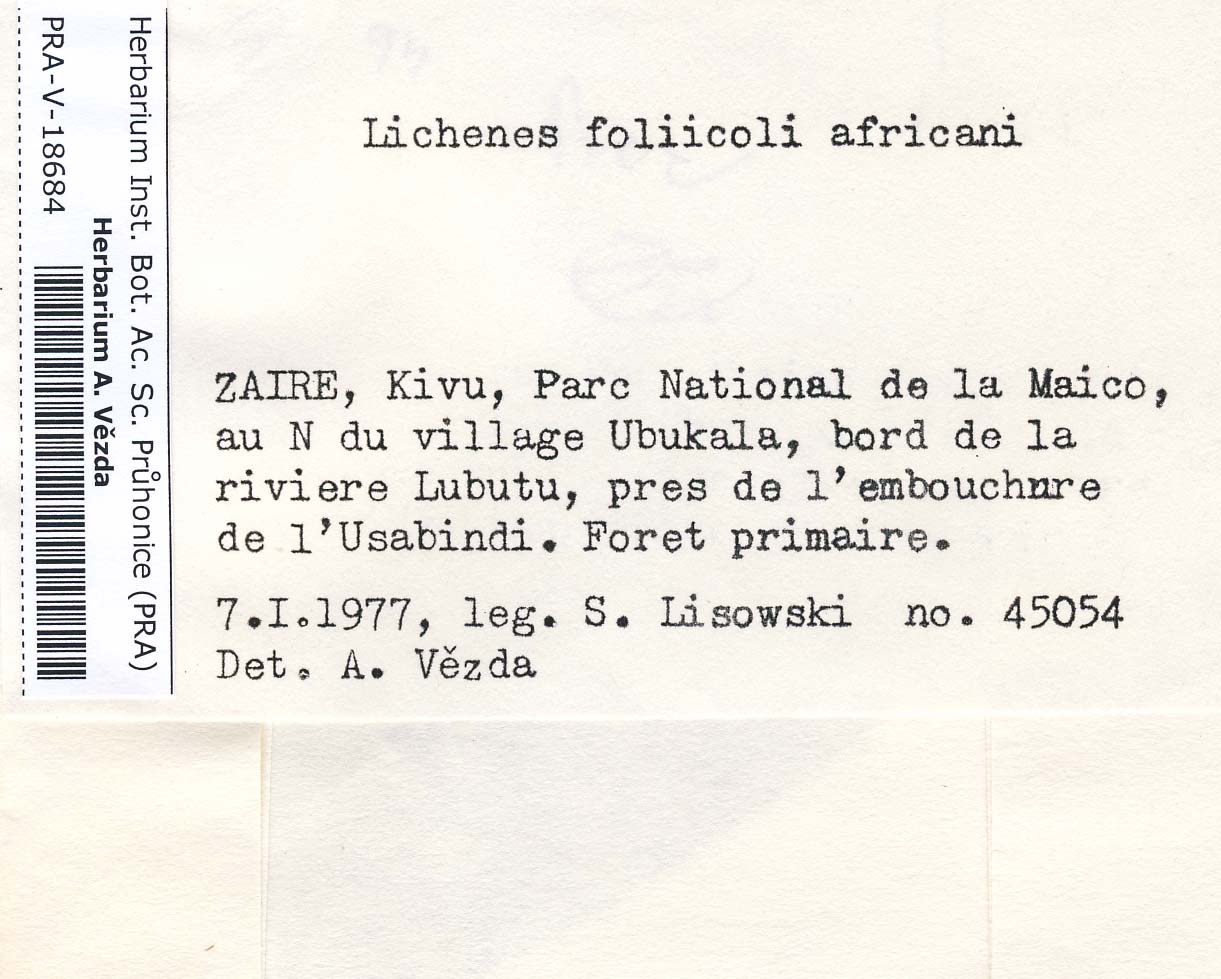 Herbarium Inst. Bot. Ac. Sc. Průhonice (PRA)
Herbarium A. Vězda
PRA-V-18684
Lichenes foliicoli africani
ZAIRE, Kivu, Parc National de la Maico,
au N du village Ubukala, bord de la
riviere Lubutu, pres de l'embouchure
de l'Usabindi. Foret primaire.
7.I.1977, leg. S. Lisowski no. 45054
Det. A. Vězda